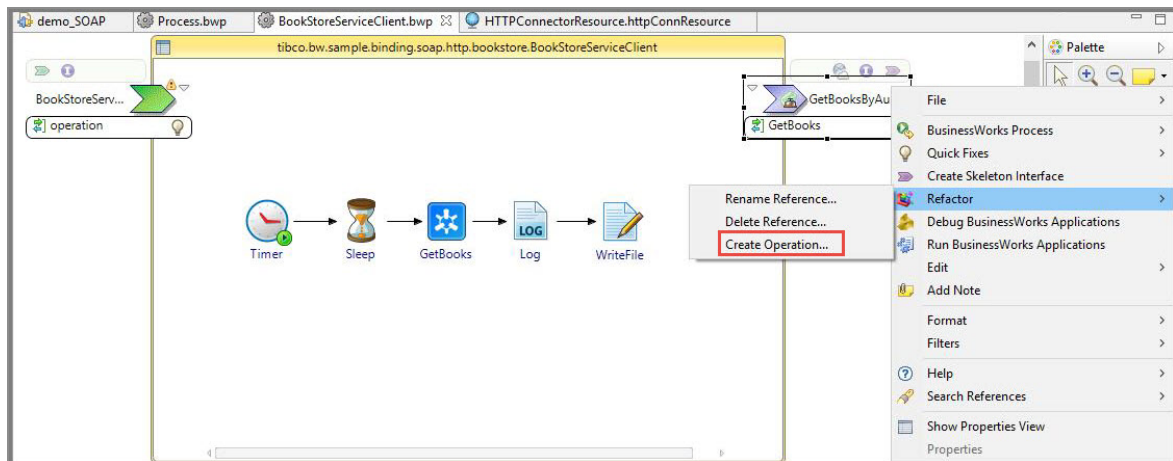 demo_SOAP Process.bwp BookStoreServiceClient.bwp HTTPConnectorResource.httpConnResource
tibco.bw.sample.binding.soap.http.bookstore.BookStoreServiceClient
Palette
BookStoreServ...
operation
GetBooksByAu
GetBooks
Timer
Sleep
GetBooks
LOG
Log
WriteFile
Rename Reference...
Delete Reference...
Create Operation...
File
BusinessWorks Process
Quick Fixes
Create Skeleton Interface
Refactor
Debug BusinessWorks Applications
Run BusinessWorks Applications
Edit
Add Note
Format
Filters
Help
Search References
Show Properties View
Properties